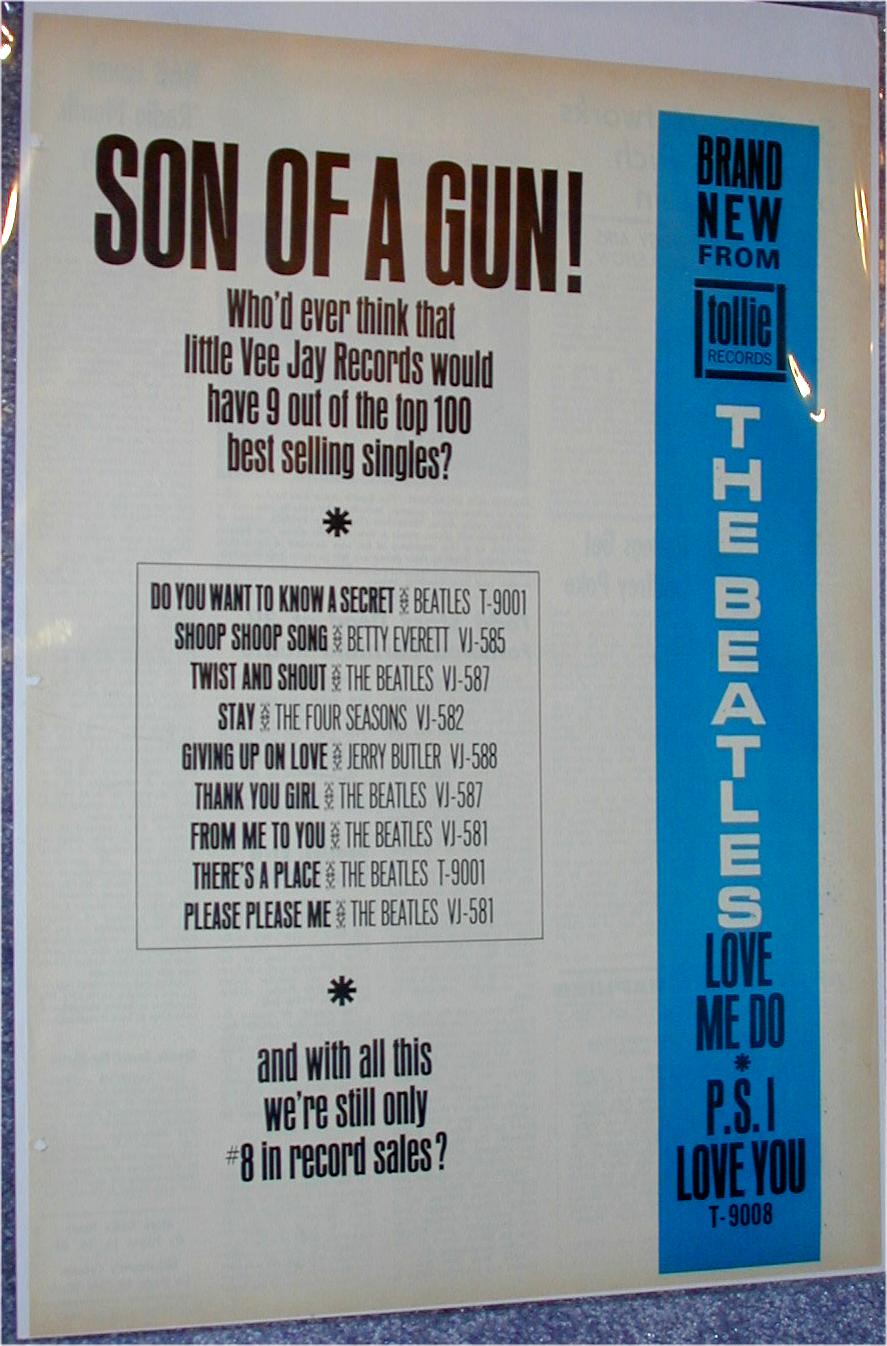 SON OF A GUN!
Who'd ever think that
little Vee Jay Records would
have 9 out of the top 100
best selling singles?
*
DO YOU WANT TO KNOW A SECRET BEATLES T-9001
SHOOP SHOOP SONG BETTY EVERETT VJ-585
TWIST AND SHOUT THE BEATLES VJ-587
STAY THE FOUR SEASONS VJ-582
GIVING UP ON LOVE JERRY BUTLER VJ-588
THANK YOU GIRL THE BEATLES VJ-587
FROM ME TO YOU THE BEATLES VJ-581
THERE'S A PLACE THE BEATLES T-9001
PLEASE PLEASE ME THE BEATLES VJ-581
*
and with all this
we're still only
#8 in record sales?
BRAND
NEW
FROM
tollie
RECORDS
THE BEATLES
LOVE
ME DO
*
P.S. I
LOVE YOU
T-9008